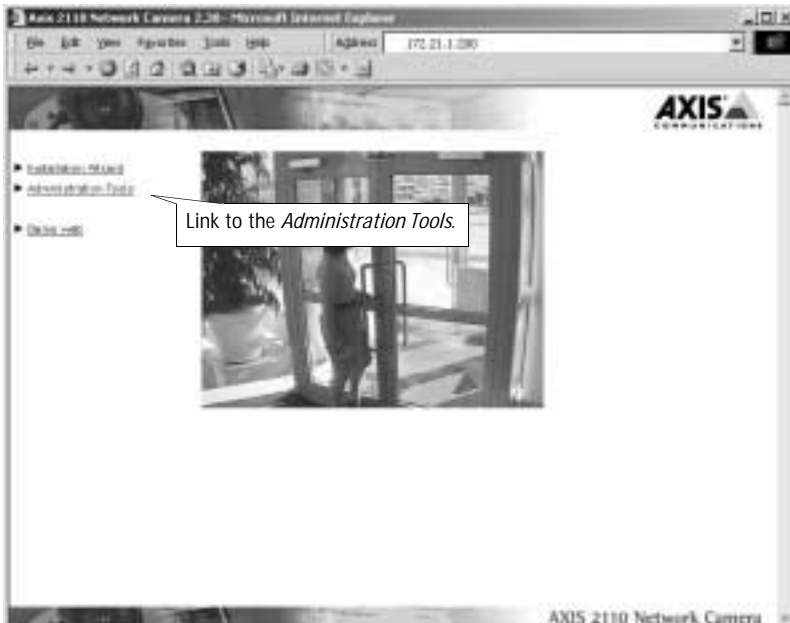 Axis 2110 Network Camera 2.30 - Microsoft Internet Explorer
File Edit View Favorites Tools Help
Address 172.21.1.200
AXIS
COMMUNICATIONS
Installation Wizard
Administration Tools
Link to the Administration Tools.
AXIS 2110 Network Camera